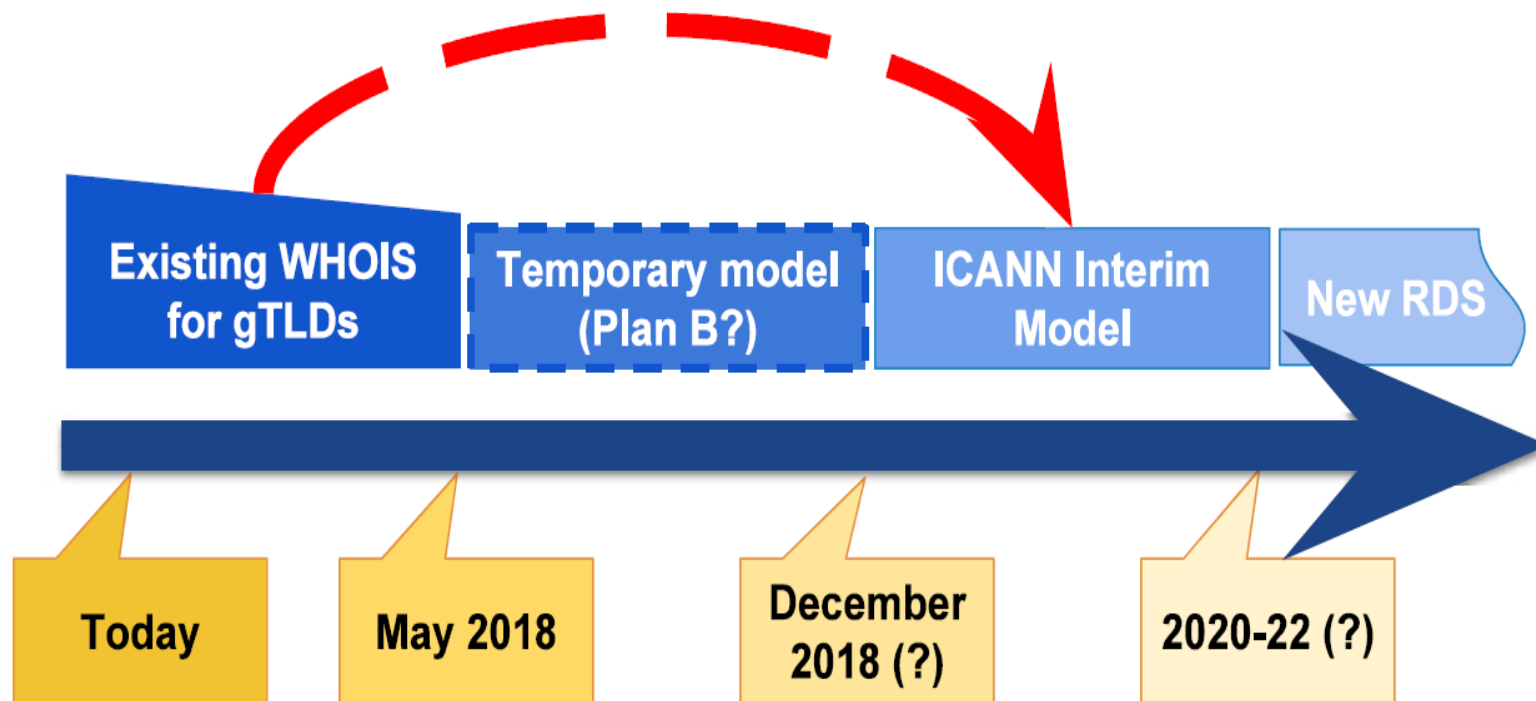 Existing WHOIS
for gTLDs
Temporary model
(Plan B?)
ICANN Interim
Model
New RDS
Today
May 2018
December
2018 (?)
2020-22 (?)